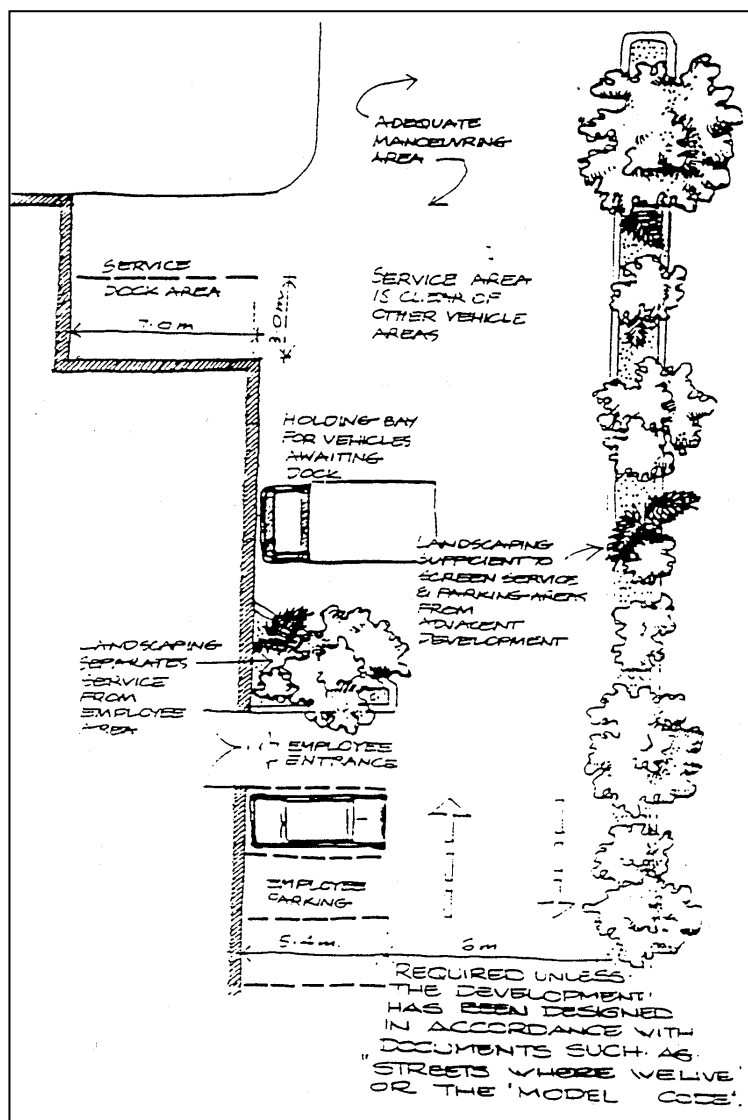 ADEQUATE
MANOEUVRING
AREA
SERVICE
DOCK AREA
7.0m
3.0m
SERVICE AREA
IS CLEAR OF
OTHER VEHICLE
AREAS
HOLDING BAY
FOR VEHICLES
AWAITING
DOCK
LANDSCAPING
SUFFICIENT TO
SCREEN SERVICE
& PARKING AREAS
FROM
ADJACENT
DEVELOPMENT
LANDSCAPING
SEPARATES
SERVICE
FROM
EMPLOYEE
AREA
EMPLOYEE
ENTRANCE
EMPLOYEE
PARKING
5.4m.
6m
REQUIRED UNLESS
THE DEVELOPMENT
HAS BEEN DESIGNED
IN ACCORDANCE WITH
DOCUMENTS SUCH AS
"STREETS WHERE WE LIVE'
OR THE 'MODEL CODE'.